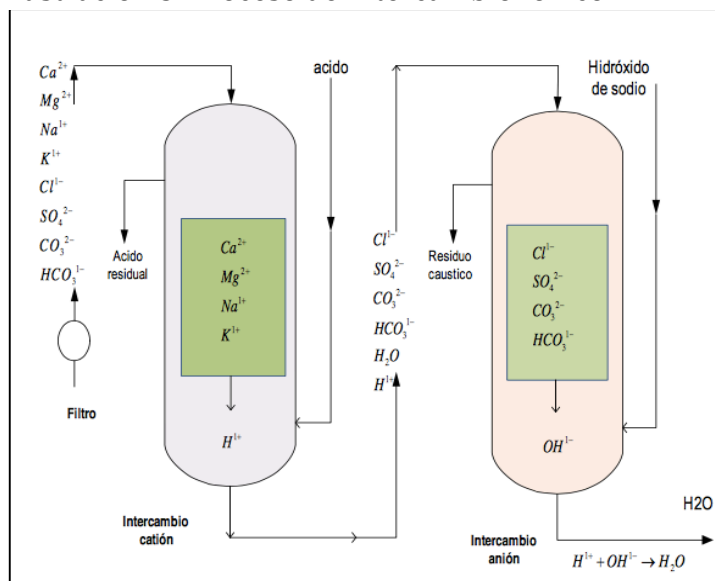 Ca²⁺
Mg²⁺
Na¹⁺
K¹⁺
Cl¹⁻
SO₄²⁻
CO₃²⁻
HCO₃¹⁻
Filtro
acido
Acido
residual
Ca²⁺
Mg²⁺
Na¹⁺
K¹⁺
H¹⁺
Intercambio
catión
Cl¹⁻
SO₄²⁻
CO₃²⁻
HCO₃¹⁻
H₂O
H¹⁺
Hidróxido
de sodio
Residuo
caustico
Cl¹⁻
SO₄²⁻
CO₃²⁻
HCO₃¹⁻
OH¹⁻
Intercambio
anión
H2O
H¹⁺ + OH¹⁻ → H₂O